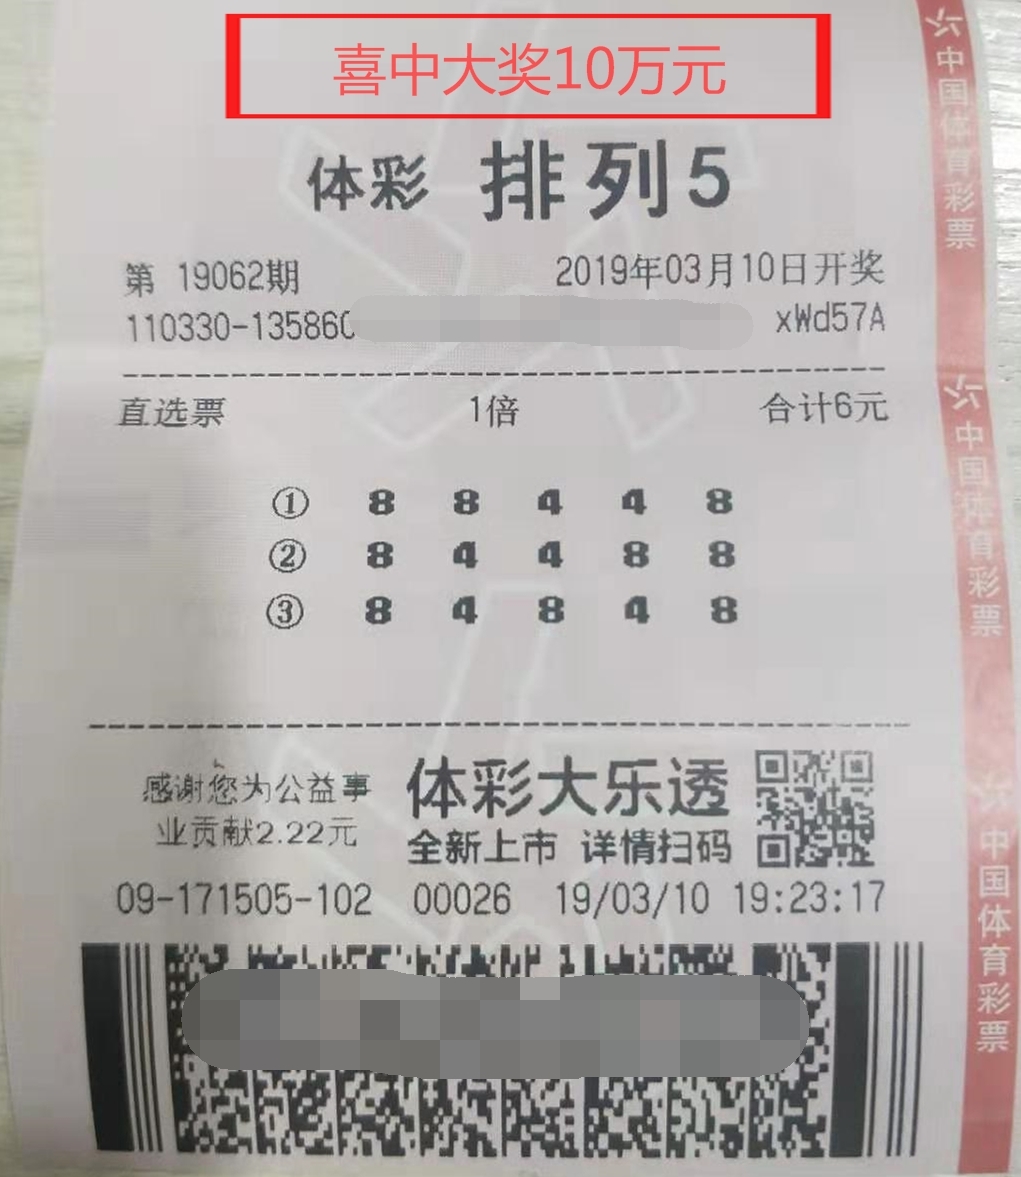 喜中大奖10万元
体彩 排列5
第 19062期 2019年03月10日开奖
110330-135860 xWd57A
直选票 1倍 合计6元
① 8 8 4 4 8
② 8 4 4 8 8
③ 8 4 8 4 8
感谢您为公益事
业贡献2.22元
体彩大乐透
全新上市 详情扫码
09-171505-102 00026 19/03/10 19:23:17
中国体育彩票
中国体育彩票
中国体育彩票